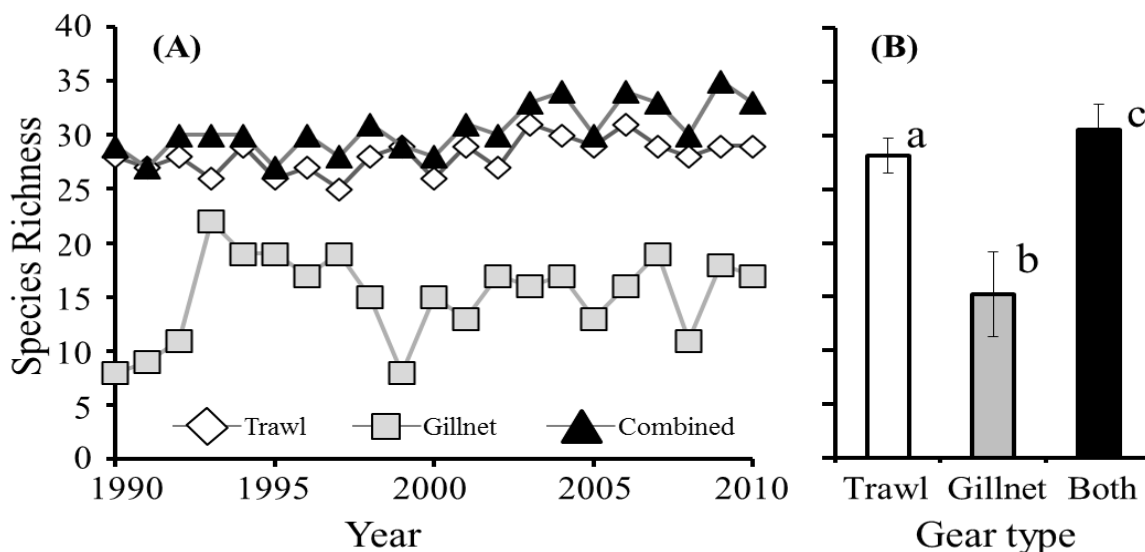 (A)
Species Richness
40
35
30
25
20
15
10
5
0
Trawl Gillnet Combined
1990 1995 2000 2005 2010
Year
(B)
a
b
c
Trawl Gillnet Both
Gear type